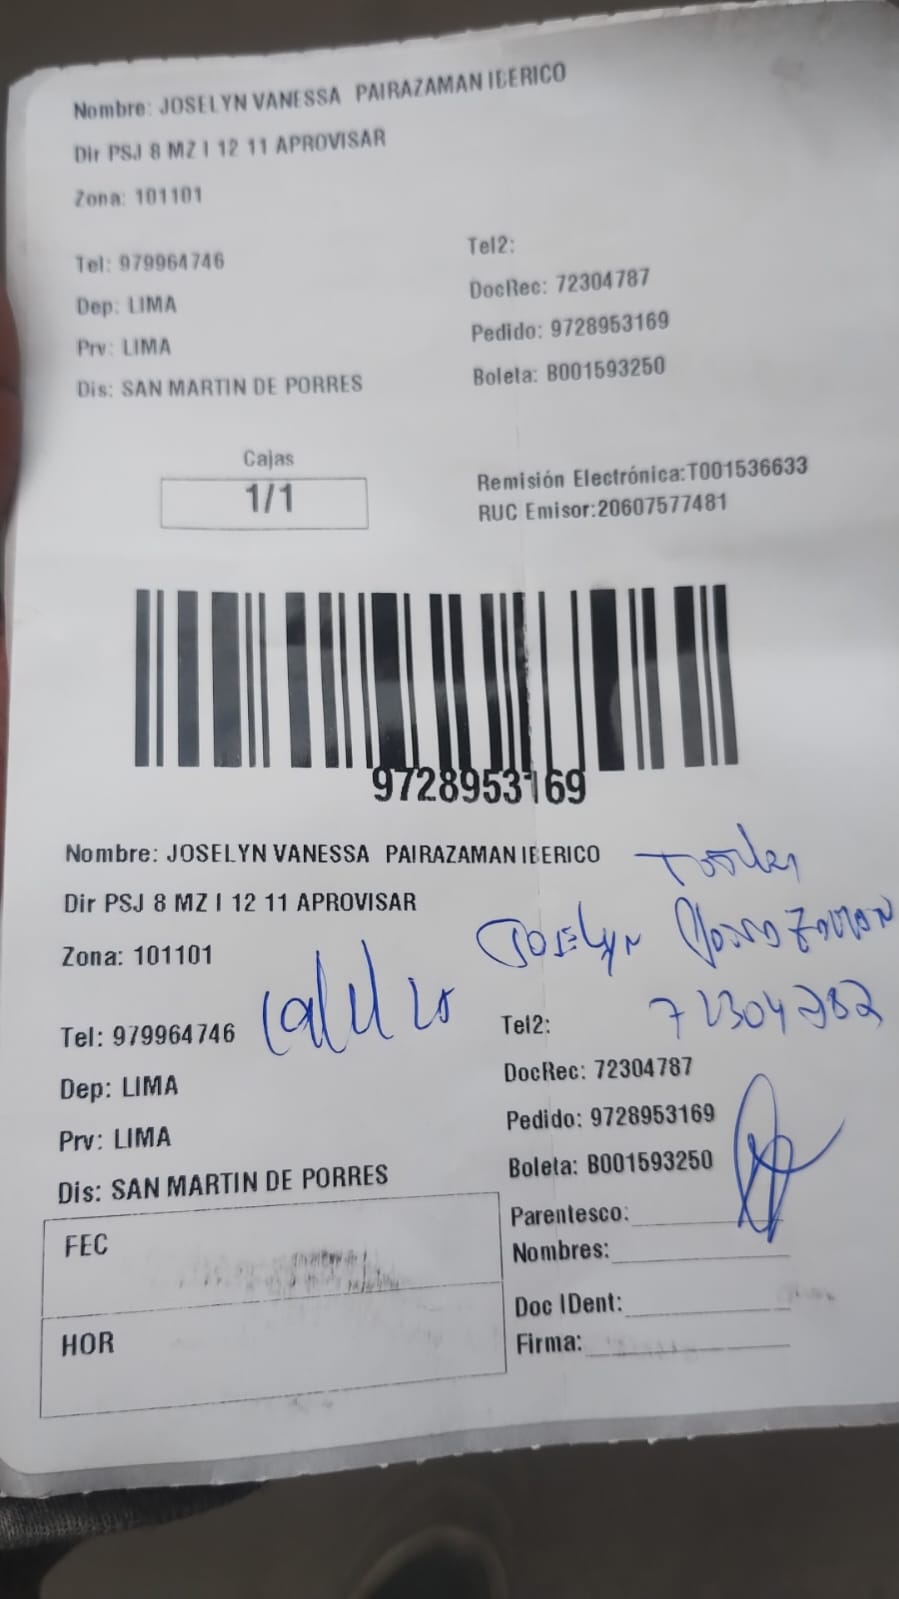 Nombre: JOSELYN VANESSA PAIRAZAMAN IBERICO
Dir PSJ 8 MZ I 12 11 APROVISAR
Zona: 101101
Tel: 979964746
Tel2:
Dep: LIMA
DocRec: 72304787
Prv: LIMA
Pedido: 9728953169
Dis: SAN MARTIN DE PORRES
Boleta: B001593250
Cajas
1/1
Remisión Electrónica:T001536633
RUC Emisor:20607577481
9728953169
Nombre: JOSELYN VANESSA PAIRAZAMAN IBERICO
Dir PSJ 8 MZ I 12 11 APROVISAR
Zona: 101101
JOSELYN
Tel: 979964746
Tel2:
Dep: LIMA
DocRec: 72304787
Prv: LIMA
Pedido: 9728953169
Dis: SAN MARTIN DE PORRES
Boleta: B001593250
FEC
Parentesco:
Nombres:
HOR
Doc IDent:
Firma: